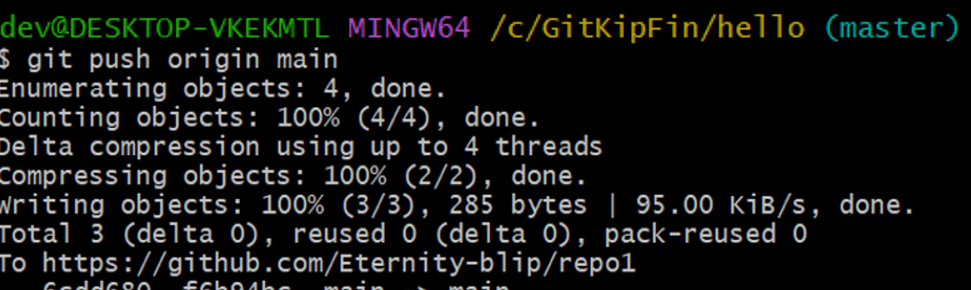 dev@DESKTOP-VKEKMTL MINGW64 /c/GitKipFin/hello (master)
$ git push origin main
Enumerating objects: 4, done.
Counting objects: 100% (4/4), done.
Delta compression using up to 4 threads
Compressing objects: 100% (2/2), done.
Writing objects: 100% (3/3), 285 bytes | 95.00 KiB/s, done.
Total 3 (delta 0), reused 0 (delta 0), pack-reused 0
To https://github.com/Eternity-blip/repo1
main -> main